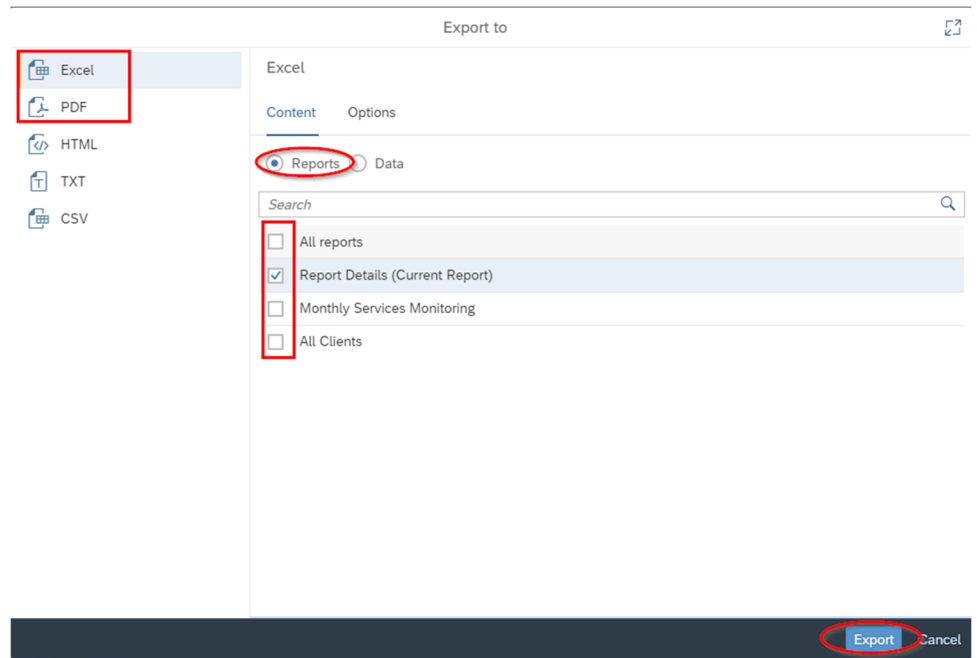 Export to
Excel
PDF
HTML
TXT
CSV
Excel
Content Options
Reports Data
Search
All reports
Report Details (Current Report)
Monthly Services Monitoring
All Clients
Export Cancel